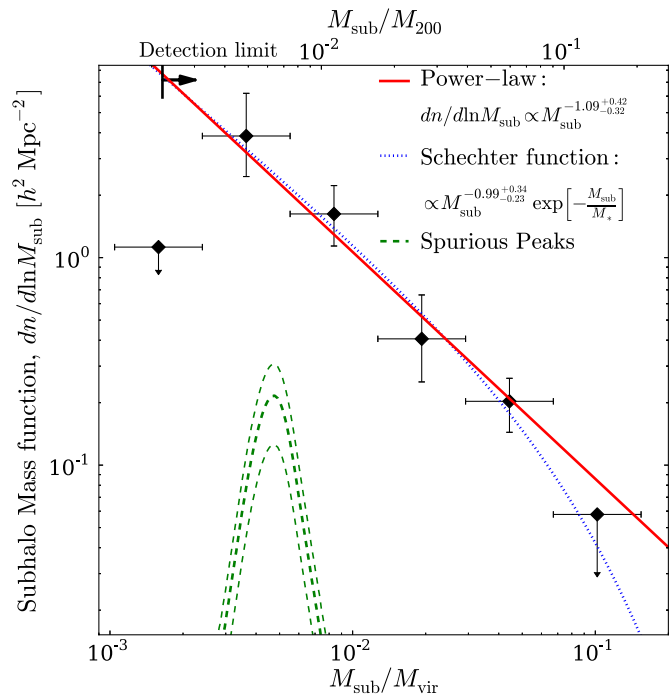 M_sub/M_200
10^-2 10^-1
Detection limit
Power−law:
dn/dlnM_sub ∝ M_sub^{-1.09^{+0.42}_{-0.32}}
Schechter function:
∝ M_sub^{-0.99^{+0.34}_{-0.23}} exp[−M_sub/M_*]
Spurious Peaks
10^0
10^-1
Subhalo Mass function, dn/dlnM_sub [h^2 Mpc^-2]
10^-3 10^-2 10^-1
M_sub/M_vir